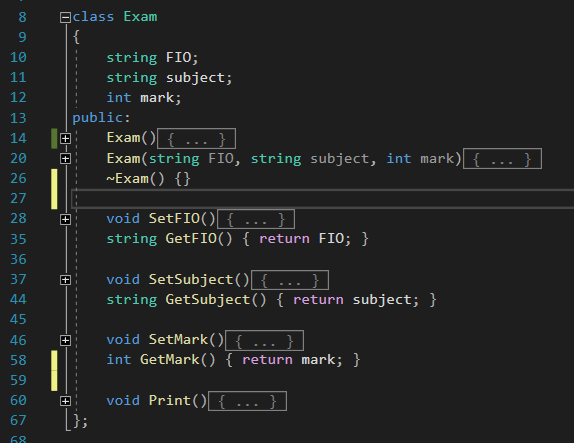 8 class Exam
9 {
10 string FIO;
11 string subject;
12 int mark;
13 public:
14 Exam() { ... }
20 Exam(string FIO, string subject, int mark) { ... }
26 ~Exam() {}
27
28 void SetFIO() { ... }
35 string GetFIO() { return FIO; }
36
37 void SetSubject() { ... }
44 string GetSubject() { return subject; }
45
46 void SetMark() { ... }
58 int GetMark() { return mark; }
59
60 void Print() { ... }
67 };
68